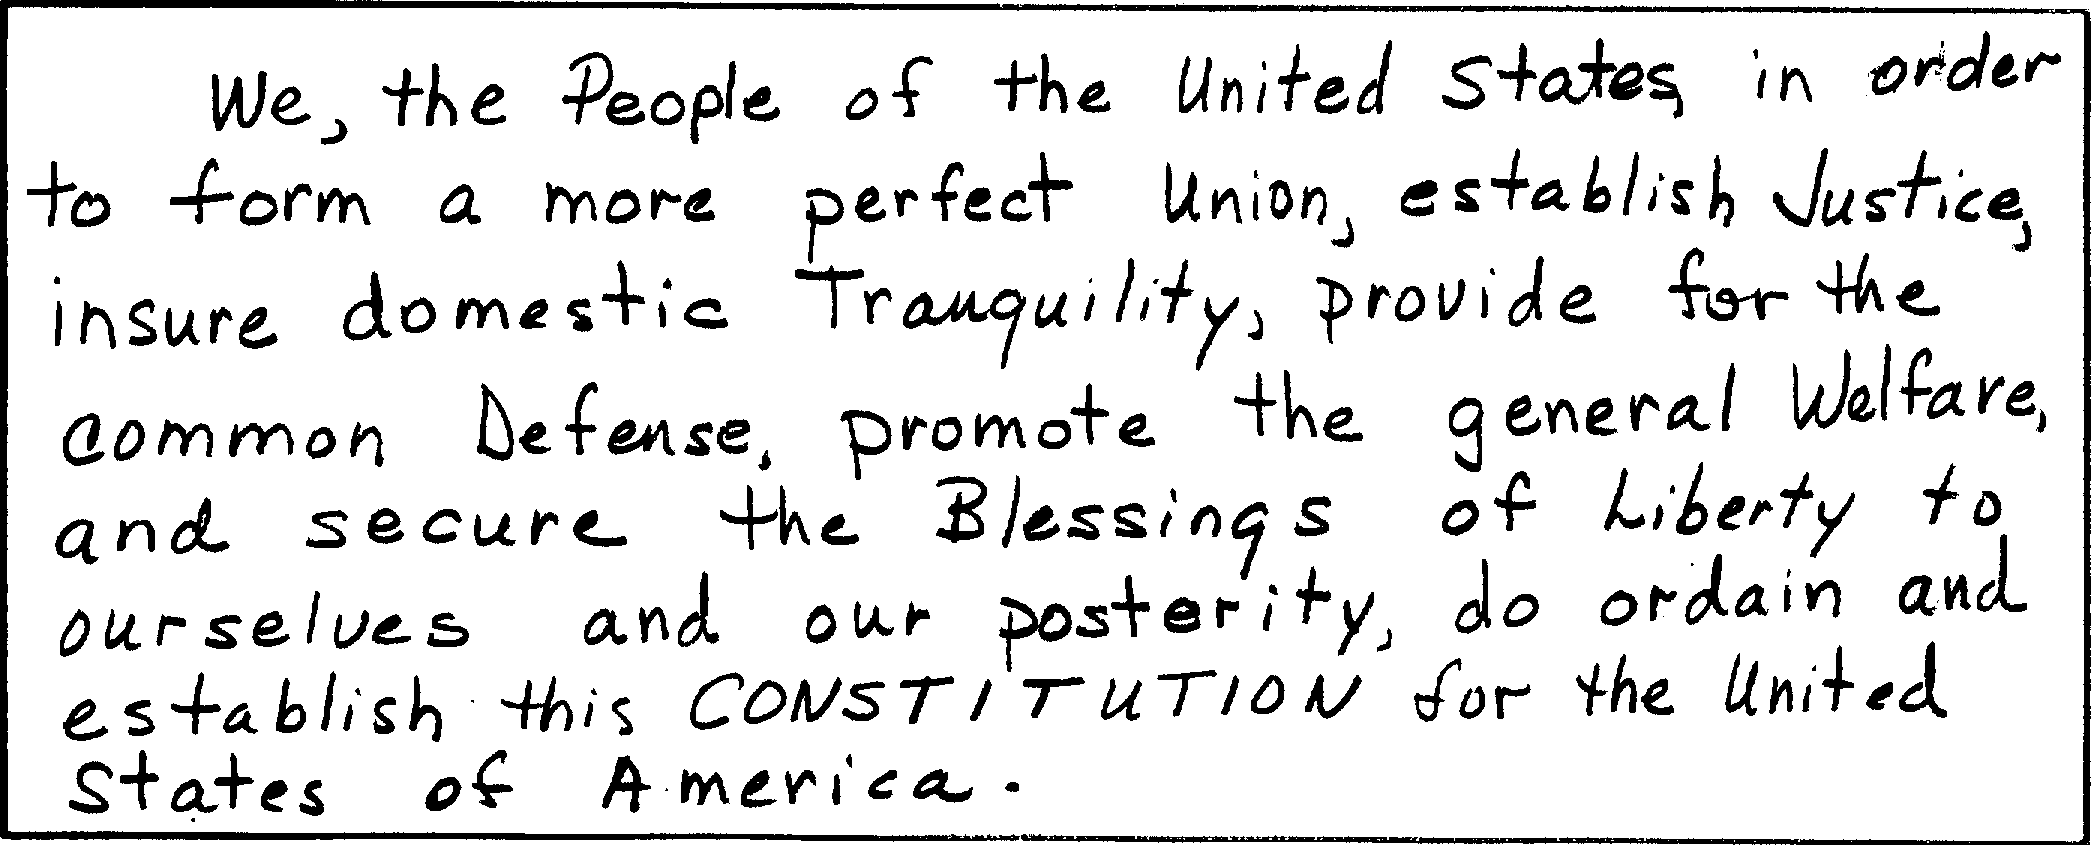 We, the People of the United States, in order
to form a more perfect Union, establish Justice,
insure domestic Tranquility, provide for the
common Defense, promote the general Welfare,
and secure the Blessings of Liberty to
ourselves and our posterity, do ordain and
establish this CONSTITUTION for the United
States of America.